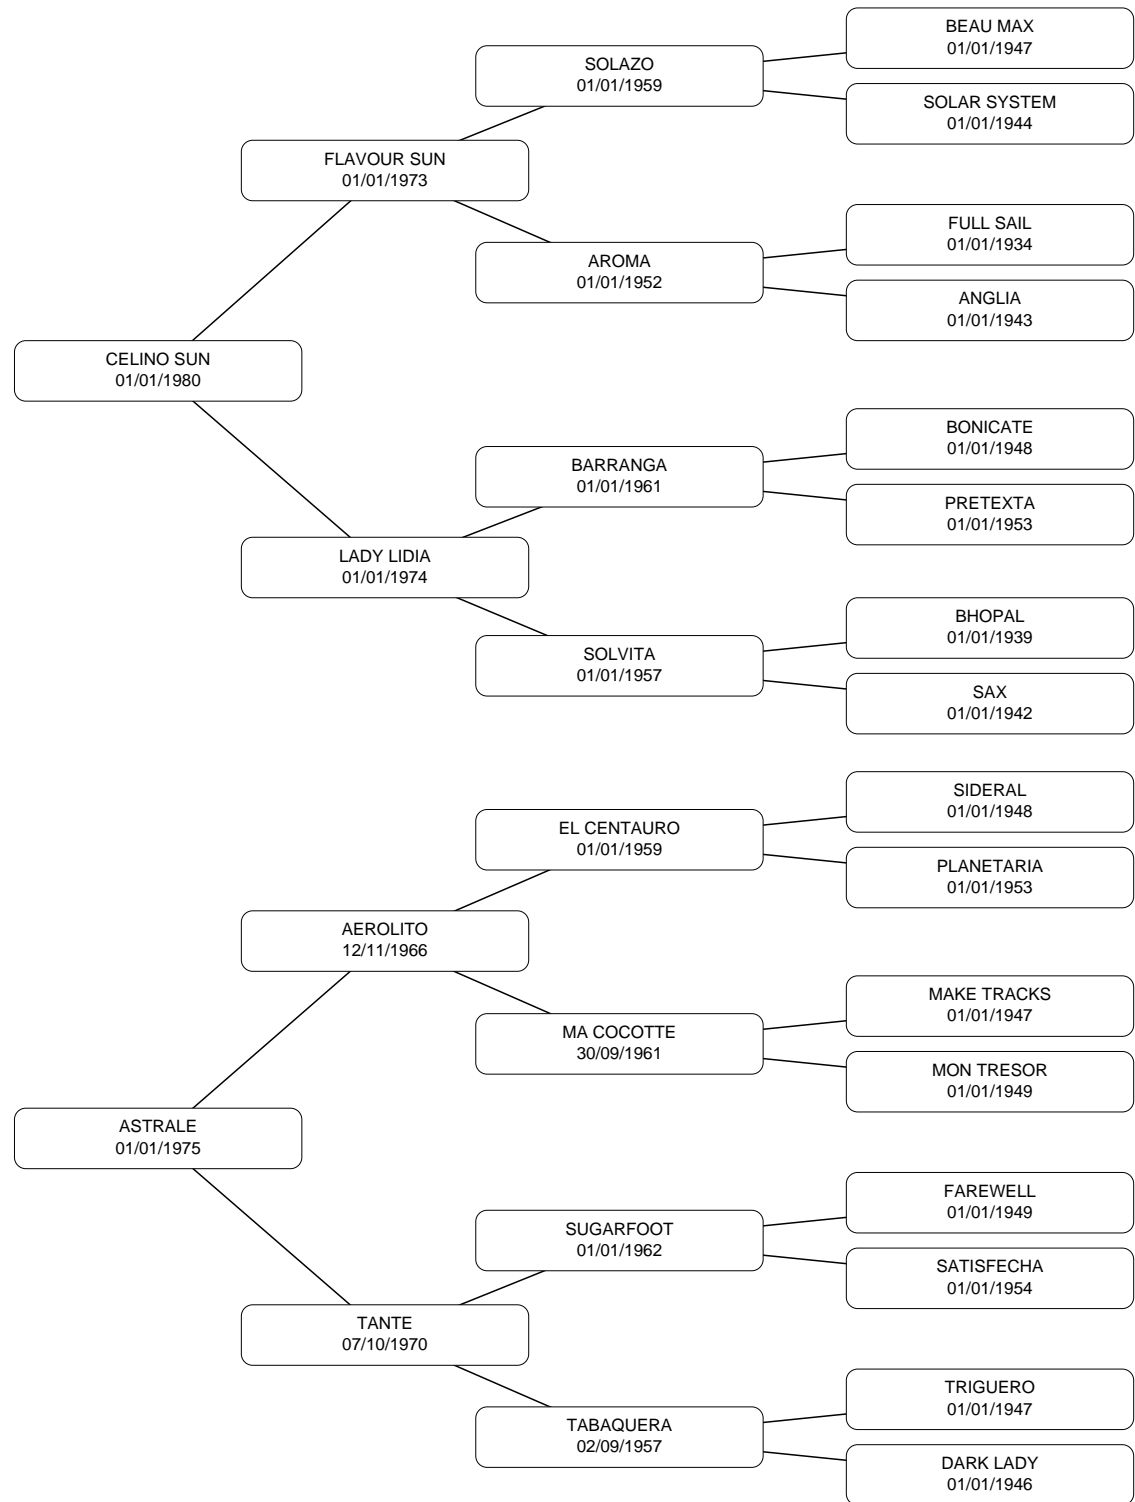 BEAU MAX
01/01/1947
SOLAZO
01/01/1959
SOLAR SYSTEM
01/01/1944
FLAVOUR SUN
01/01/1973
FULL SAIL
01/01/1934
AROMA
01/01/1952
ANGLIA
01/01/1943
CELINO SUN
01/01/1980
BONICATE
01/01/1948
BARRANGA
01/01/1961
PRETEXTA
01/01/1953
LADY LIDIA
01/01/1974
BHOPAL
01/01/1939
SOLVITA
01/01/1957
SAX
01/01/1942
SIDERAL
01/01/1948
EL CENTAURO
01/01/1959
PLANETARIA
01/01/1953
AEROLITO
12/11/1966
MAKE TRACKS
01/01/1947
MA COCOTTE
30/09/1961
MON TRESOR
01/01/1949
ASTRALE
01/01/1975
FAREWELL
01/01/1949
SUGARFOOT
01/01/1962
SATISFECHA
01/01/1954
TANTE
07/10/1970
TRIGUERO
01/01/1947
TABAQUERA
02/09/1957
DARK LADY
01/01/1946